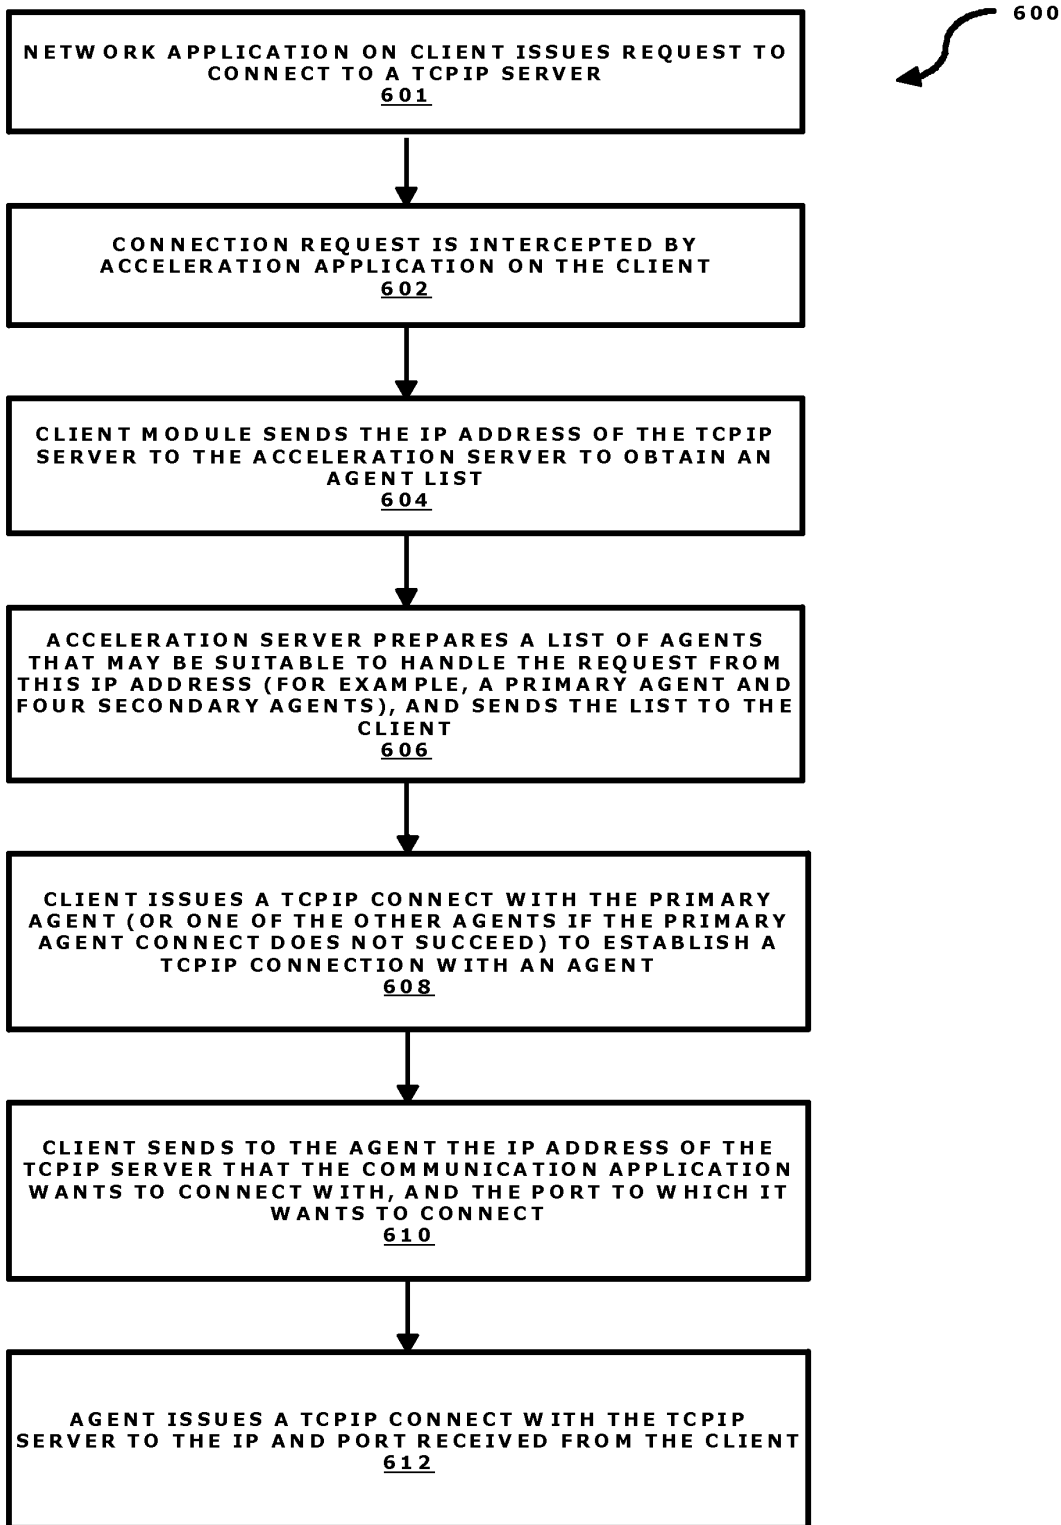 600
NETWORK APPLICATION ON CLIENT ISSUES REQUEST TO
CONNECT TO A TCPIP SERVER
601
CONNECTION REQUEST IS INTERCEPTED BY
ACCELERATION APPLICATION ON THE CLIENT
602
CLIENT MODULE SENDS THE IP ADDRESS OF THE TCPIP
SERVER TO THE ACCELERATION SERVER TO OBTAIN AN
AGENT LIST
604
ACCELERATION SERVER PREPARES A LIST OF AGENTS
THAT MAY BE SUITABLE TO HANDLE THE REQUEST FROM
THIS IP ADDRESS (FOR EXAMPLE, A PRIMARY AGENT AND
FOUR SECONDARY AGENTS), AND SENDS THE LIST TO THE
CLIENT
606
CLIENT ISSUES A TCPIP CONNECT WITH THE PRIMARY
AGENT (OR ONE OF THE OTHER AGENTS IF THE PRIMARY
AGENT CONNECT DOES NOT SUCCEED) TO ESTABLISH A
TCPIP CONNECTION WITH AN AGENT
608
CLIENT SENDS TO THE AGENT THE IP ADDRESS OF THE
TCPIP SERVER THAT THE COMMUNICATION APPLICATION
WANTS TO CONNECT WITH, AND THE PORT TO WHICH IT
WANTS TO CONNECT
610
AGENT ISSUES A TCPIP CONNECT WITH THE TCPIP
SERVER TO THE IP AND PORT RECEIVED FROM THE CLIENT
612